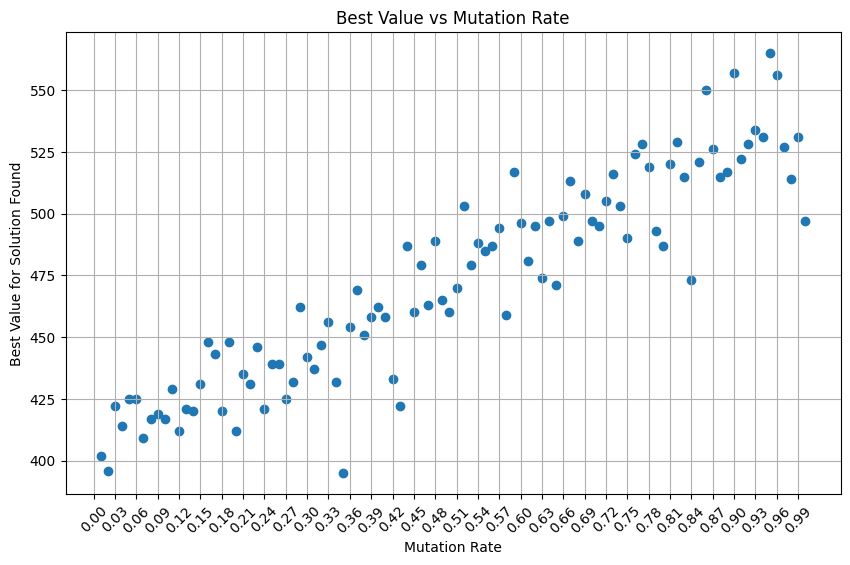 Best Value vs Mutation Rate
Best Value for Solution Found
550
525
500
475
450
425
400
0.00 0.03 0.06 0.09 0.12 0.15 0.18 0.21 0.24 0.27 0.30 0.33 0.36 0.39 0.42 0.45 0.48 0.51 0.54 0.57 0.60 0.63 0.66 0.69 0.72 0.75 0.78 0.81 0.84 0.87 0.90 0.93 0.96 0.99
Mutation Rate